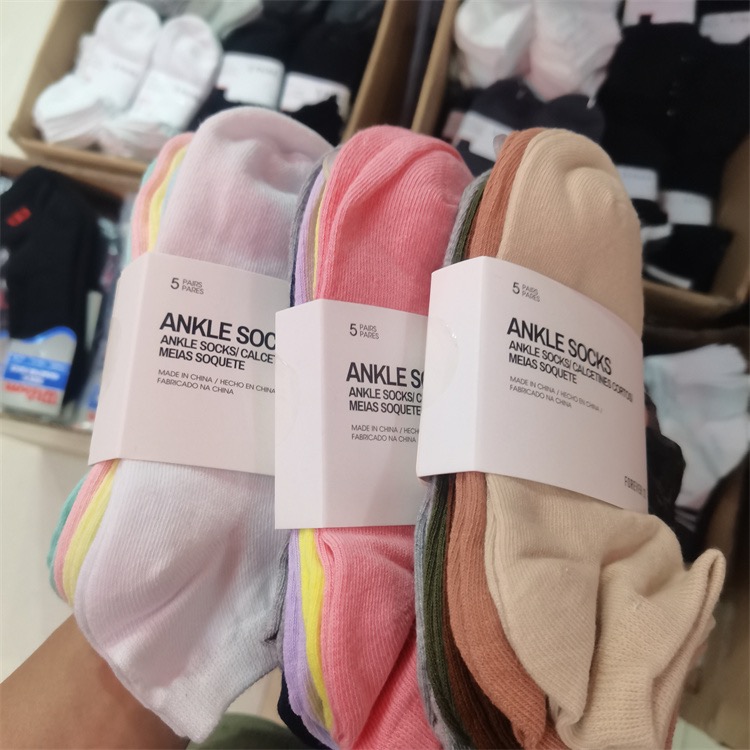 5 PAIRS
PARES
ANKLE SOC
ANKLE SOCKS/ CALCET
MEIAS SOQUETE
MADE IN CHINA / HECHO EN CHINA
FABRICADO NA CHINA
5 PAIRS
PARES
ANKLE S
ANKLE SOCKS/ C
MEIAS SOQUETE
MADE IN CHINA / HECH
FABRICADO NA CHINA
5 PAIRS
PARES
ANKLE SOCKS
ANKLE SOCKS/ CALCETINES CORTOS/
MEIAS SOQUETE
MADE IN CHINA / HECHO EN CHINA /
FABRICADO NA CHINA